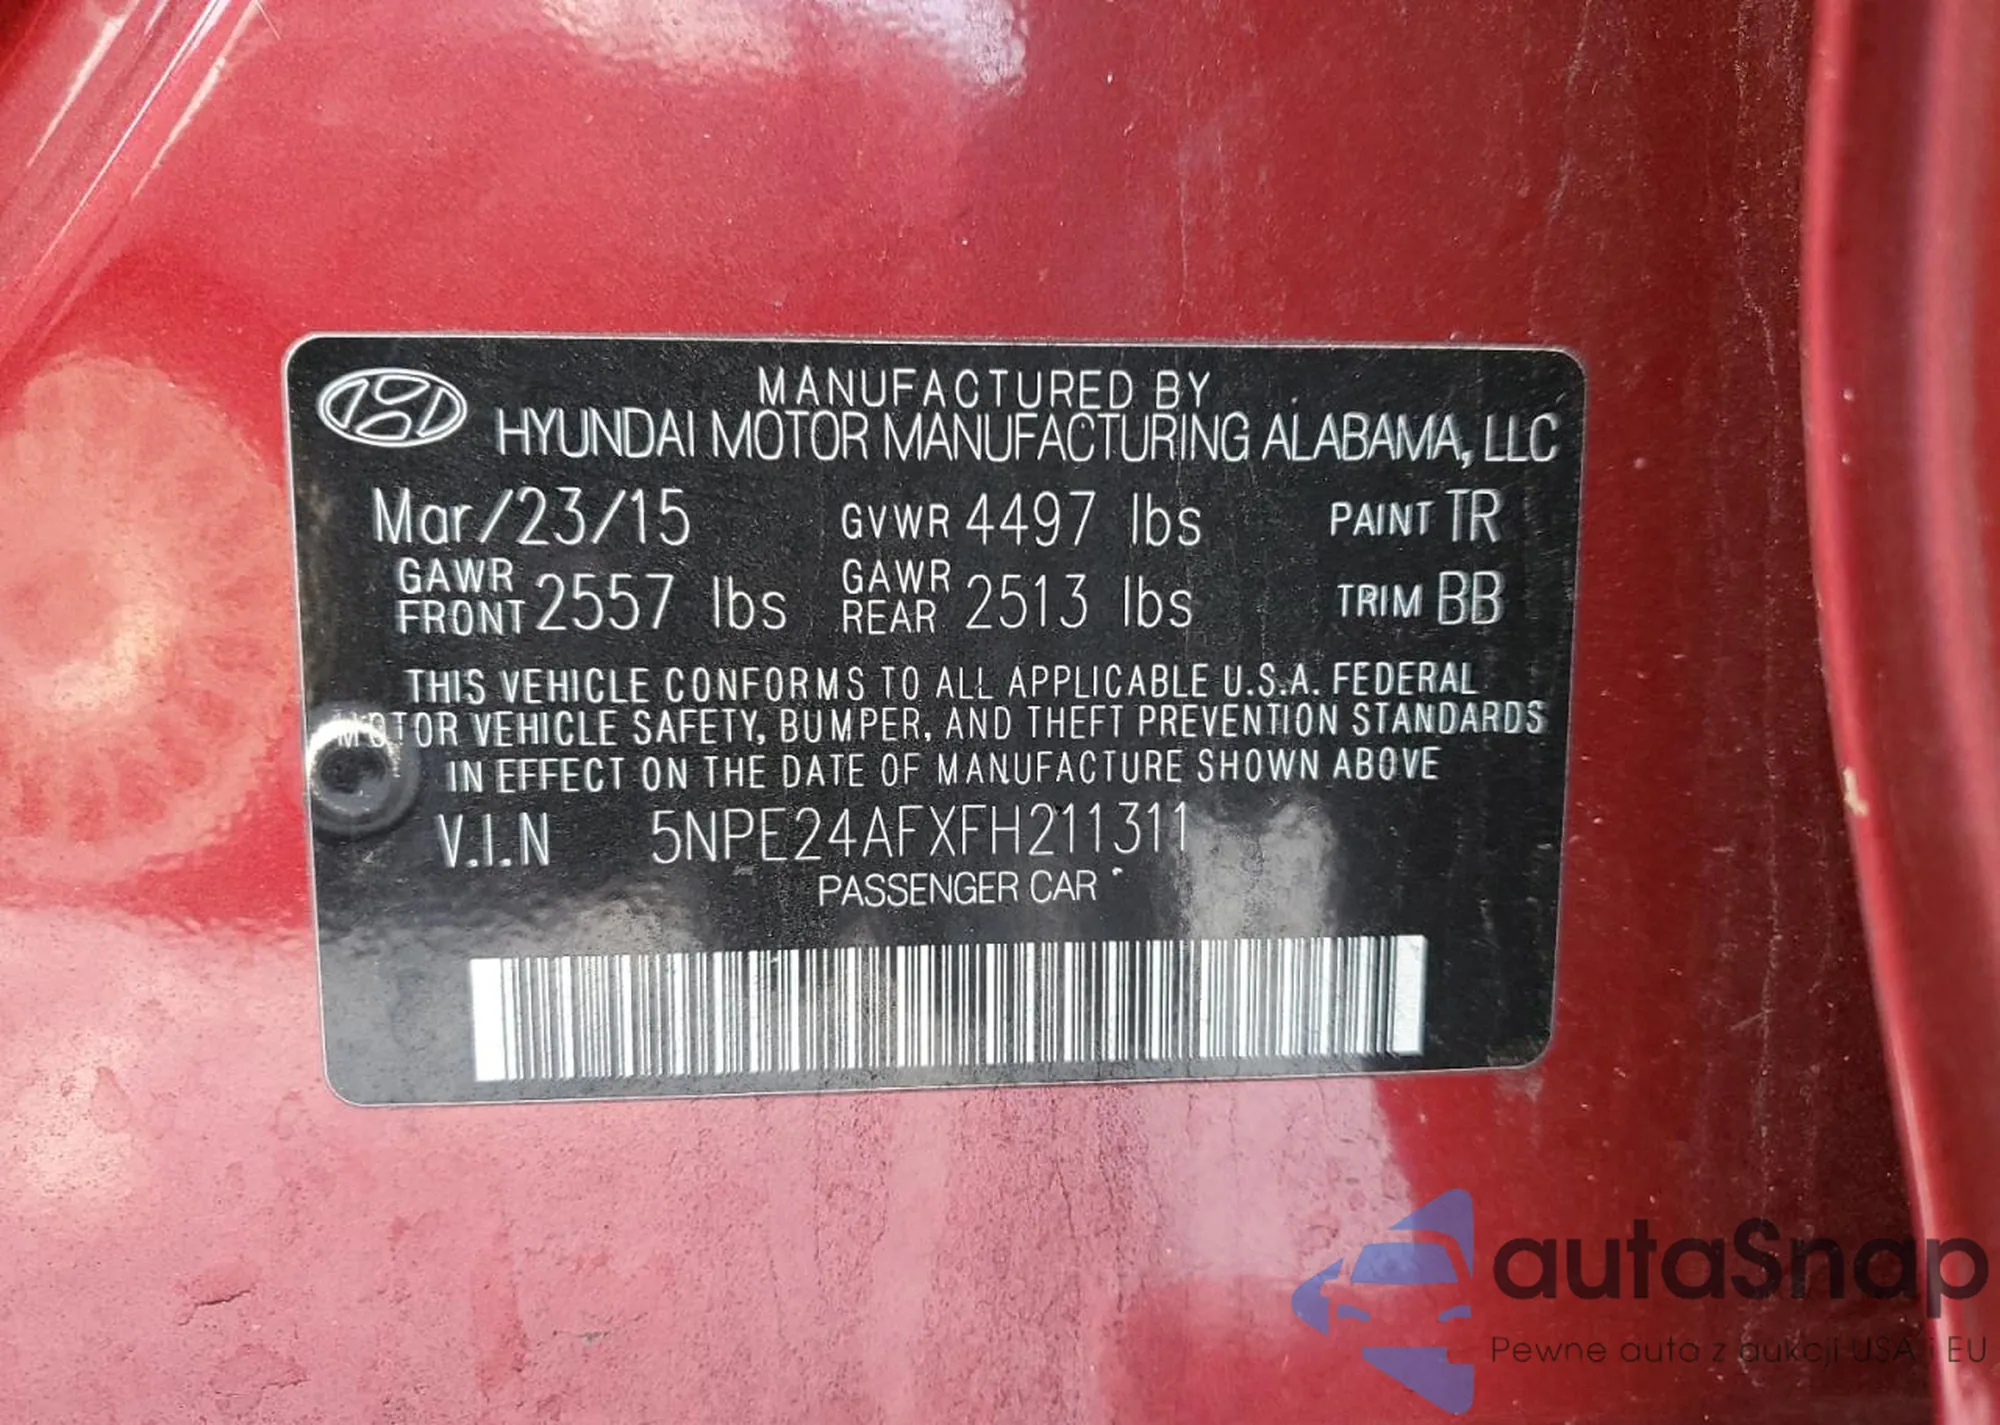 MANUFACTURED BY
HYUNDAI MOTOR MANUFACTURING ALABAMA, LLC
Mar/23/15 GVWR 4497 lbs PAINT TR
GAWR FRONT 2557 lbs GAWR REAR 2513 lbs TRIM BB
THIS VEHICLE CONFORMS TO ALL APPLICABLE U.S.A. FEDERAL
MOTOR VEHICLE SAFETY, BUMPER, AND THEFT PREVENTION STANDARDS
IN EFFECT ON THE DATE OF MANUFACTURE SHOWN ABOVE
V.I.N 5NPE24AFXFH211311
PASSENGER CAR
autaSnap
Pewne auta z aukcji USA i EU